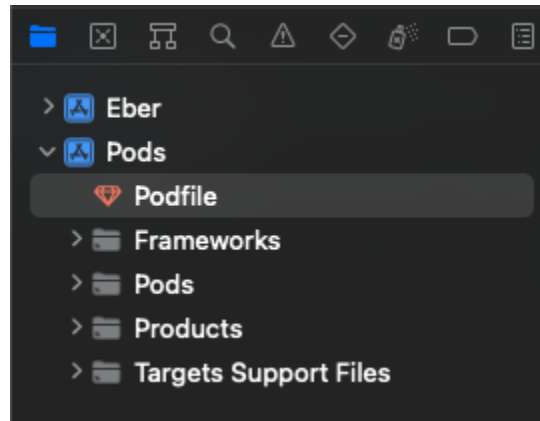 Eber
Pods
Podfile
Frameworks
Pods
Products
Targets Support Files